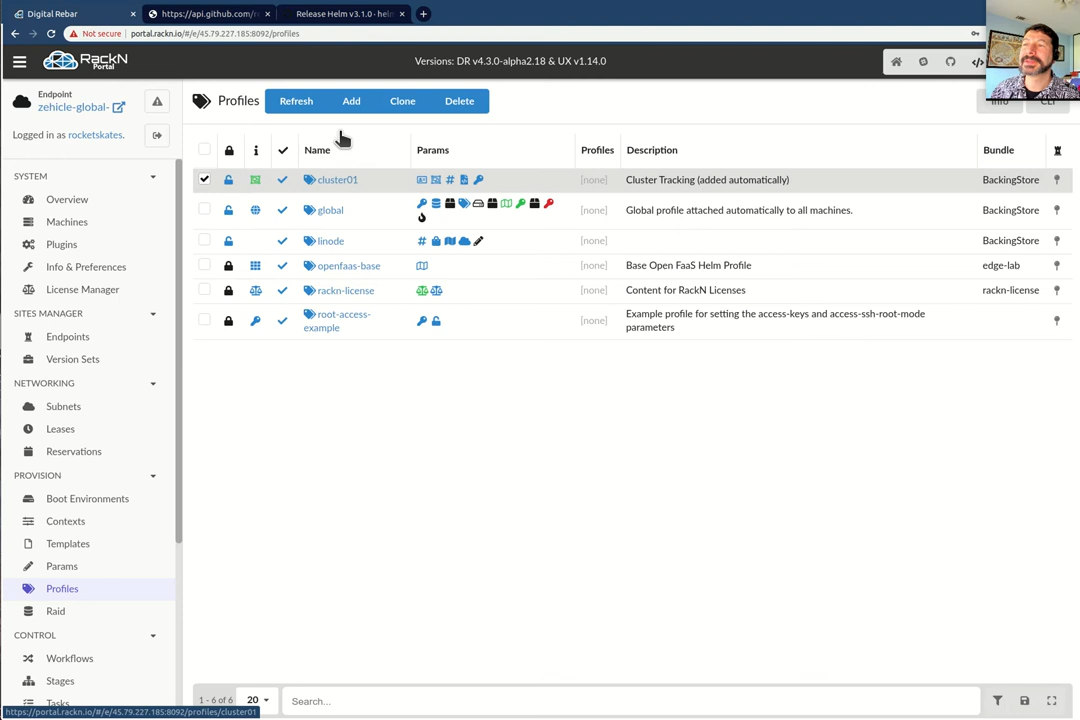 Digital Rebar
https://api.github.com/re
Release Helm v3.1.0 · helm
Not secure
portal.rackn.io/#/e/45.79.227.185:8092/profiles
RackN
Portal
Versions: DR v4.3.0-alpha2.18 & UX v1.14.0
Endpoint
zehicle-global-
Logged in as rocketskates.
Profiles
Refresh
Add
Clone
Delete
Info
CLI
SYSTEM
Overview
Machines
Plugins
Info & Preferences
License Manager
SITES MANAGER
Endpoints
Version Sets
NETWORKING
Subnets
Leases
Reservations
PROVISION
Boot Environments
Contexts
Templates
Params
Profiles
Raid
CONTROL
Workflows
Stages
Tasks
Name Params Profiles Description Bundle
cluster01 [none] Cluster Tracking (added automatically) BackingStore
global [none] Global profile attached automatically to all machines. BackingStore
linode [none] BackingStore
openfaas-base [none] Base Open FaaS Helm Profile edge-lab
rackn-license [none] Content for RackN Licenses rackn-license
root-access-
example
[none] Example profile for setting the access-keys and access-ssh-root-mode
parameters
1 - 6 of 6
20
Search...
https://portal.rackn.io/#/e/45.79.227.185:8092/profiles/cluster01